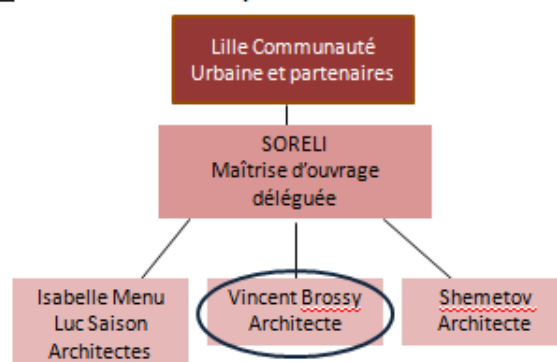 Lille Communauté
Urbaine et partenaires
SORELI
Maîtrise d'ouvrage
déléguée
Isabelle Menu
Luc Saison
Architectes
Vincent Brossy
Architecte
Shemetov
Architecte